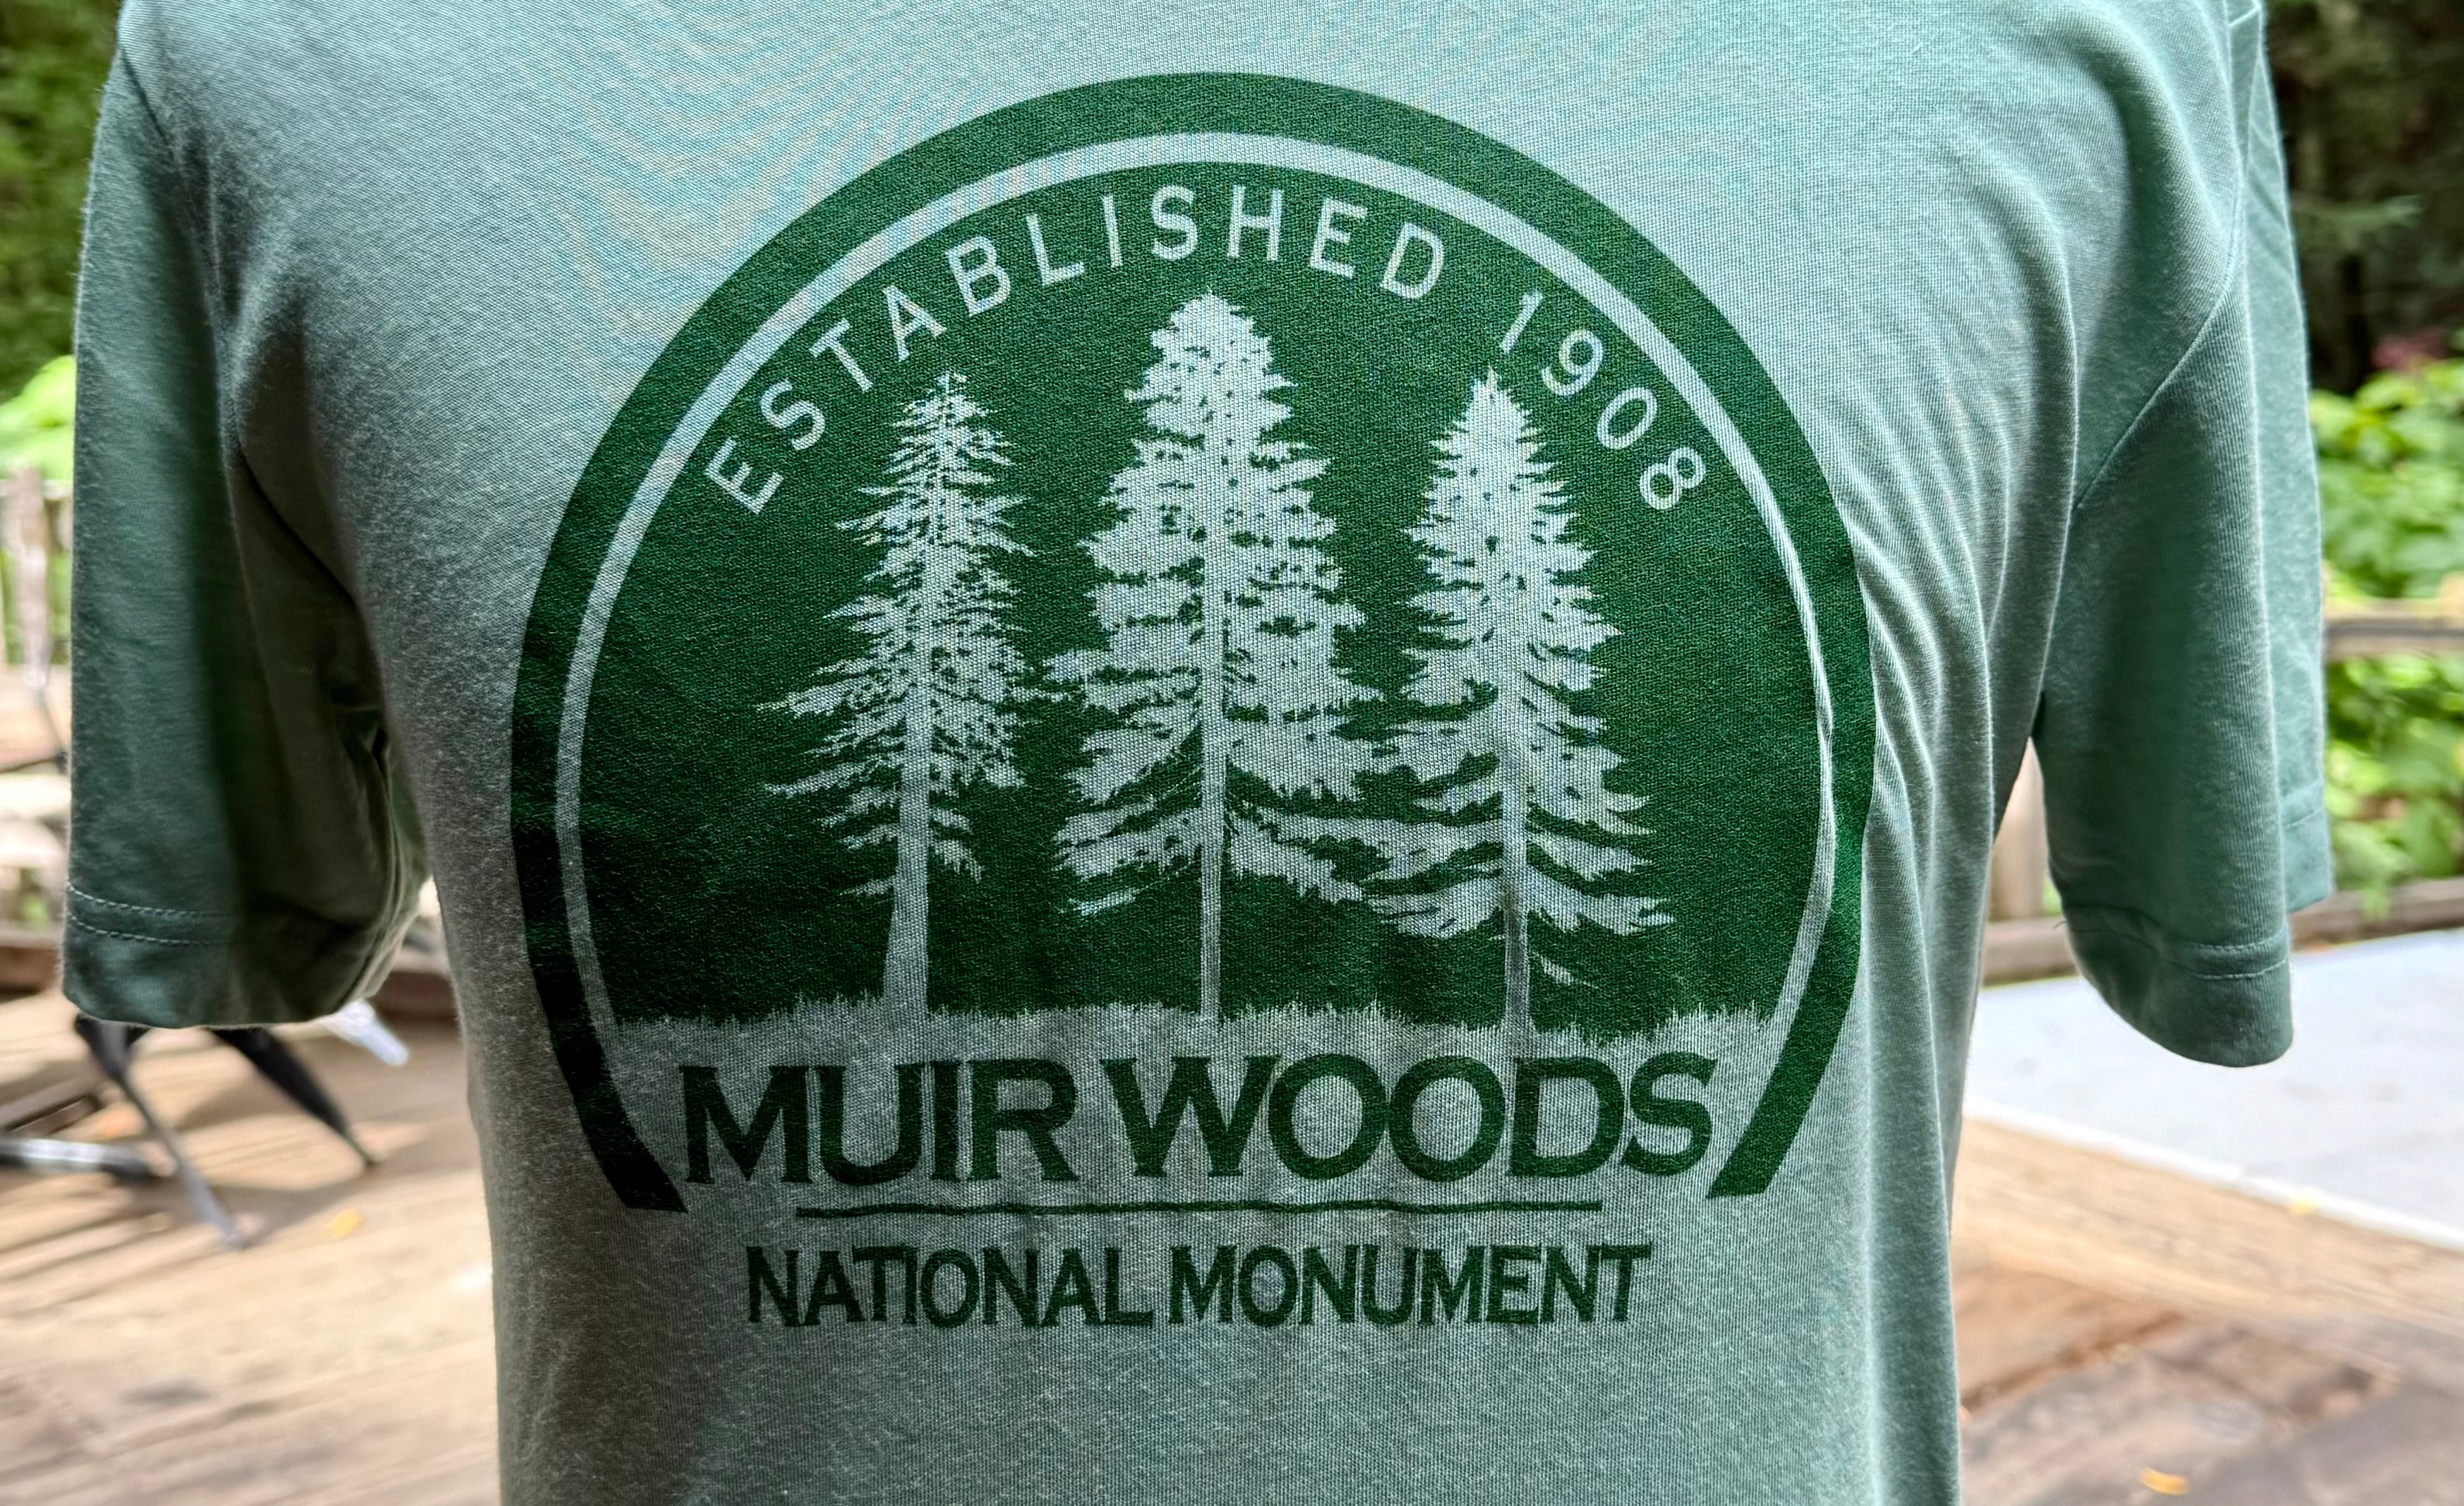 ESTABLISHED 1908
MUIR WOODS
NATIONAL MONUMENT